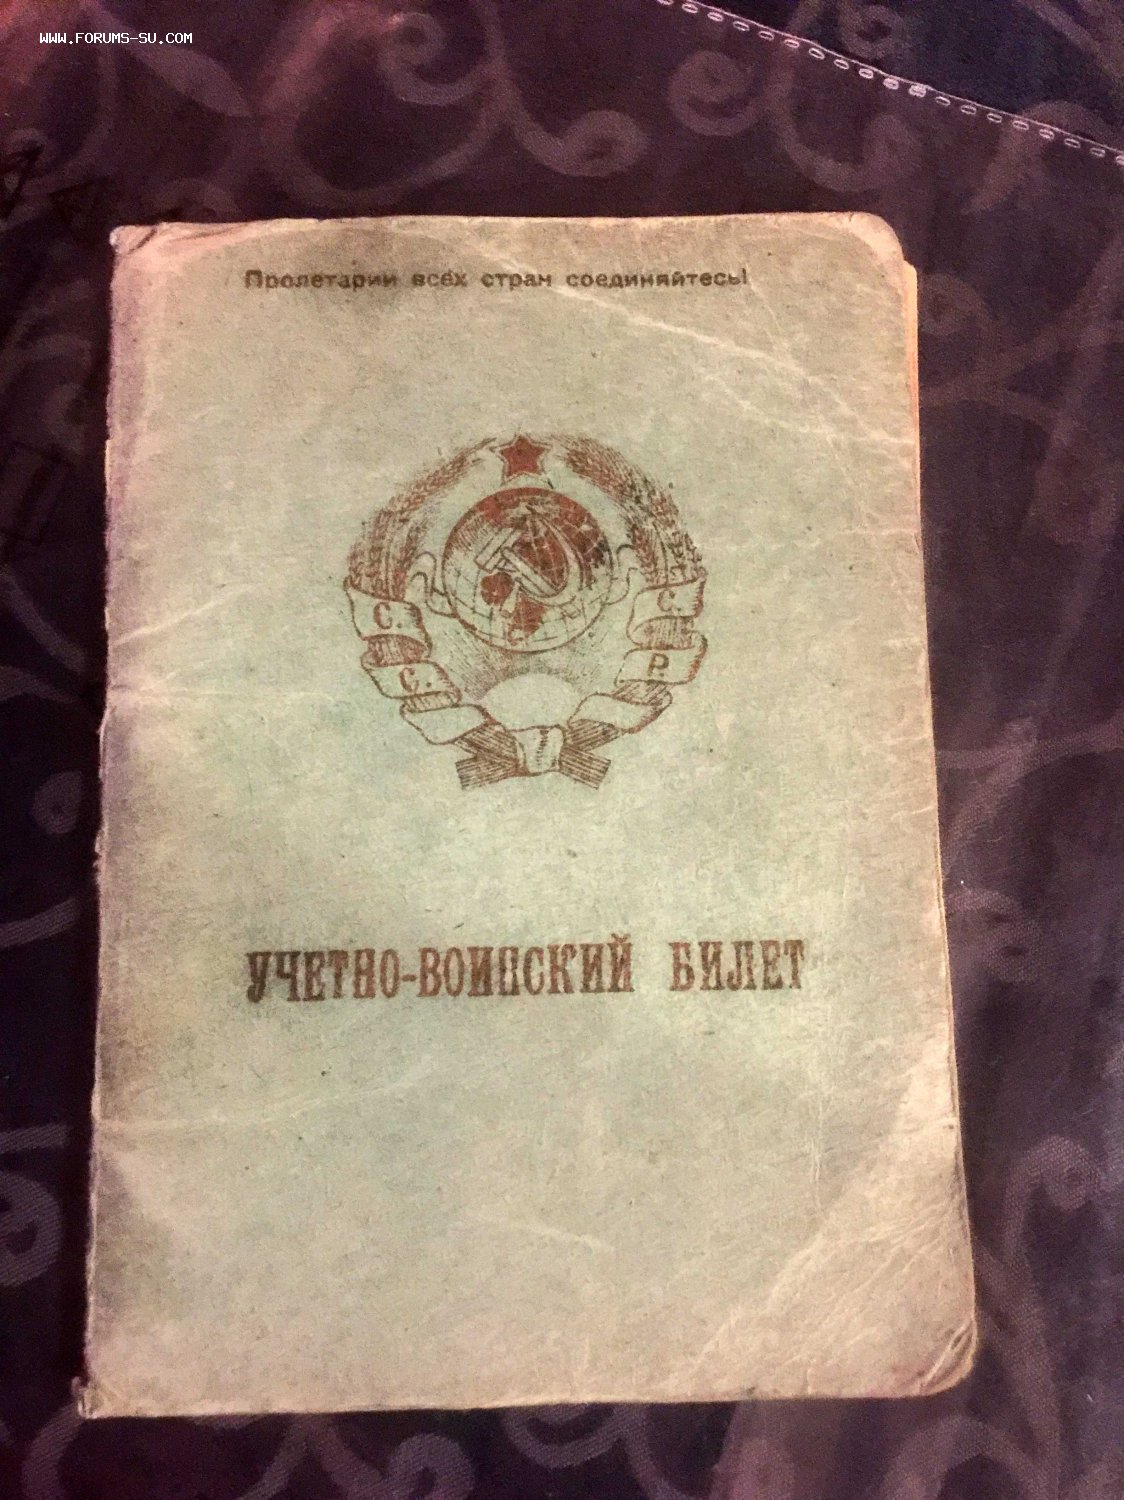 WWW.FORUMS-SU.COM
Пролетарии всех стран соединяйтесь!
С. С.
С. Р.
УЧЕТНО-ВОИНСКИЙ БИЛЕТ